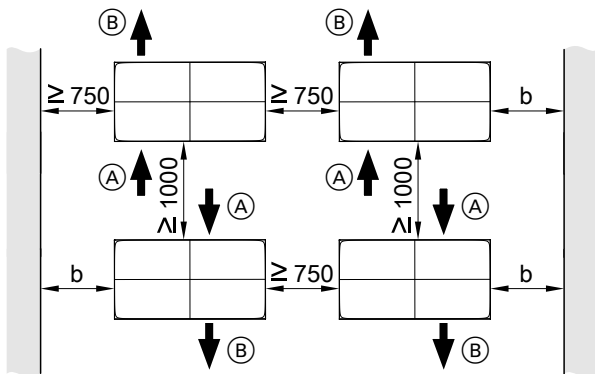 B B
≥ 750 ≥ 750 b
A ≥ 1000 A ≥ 1000
A A
b ≥ 750 b
B B